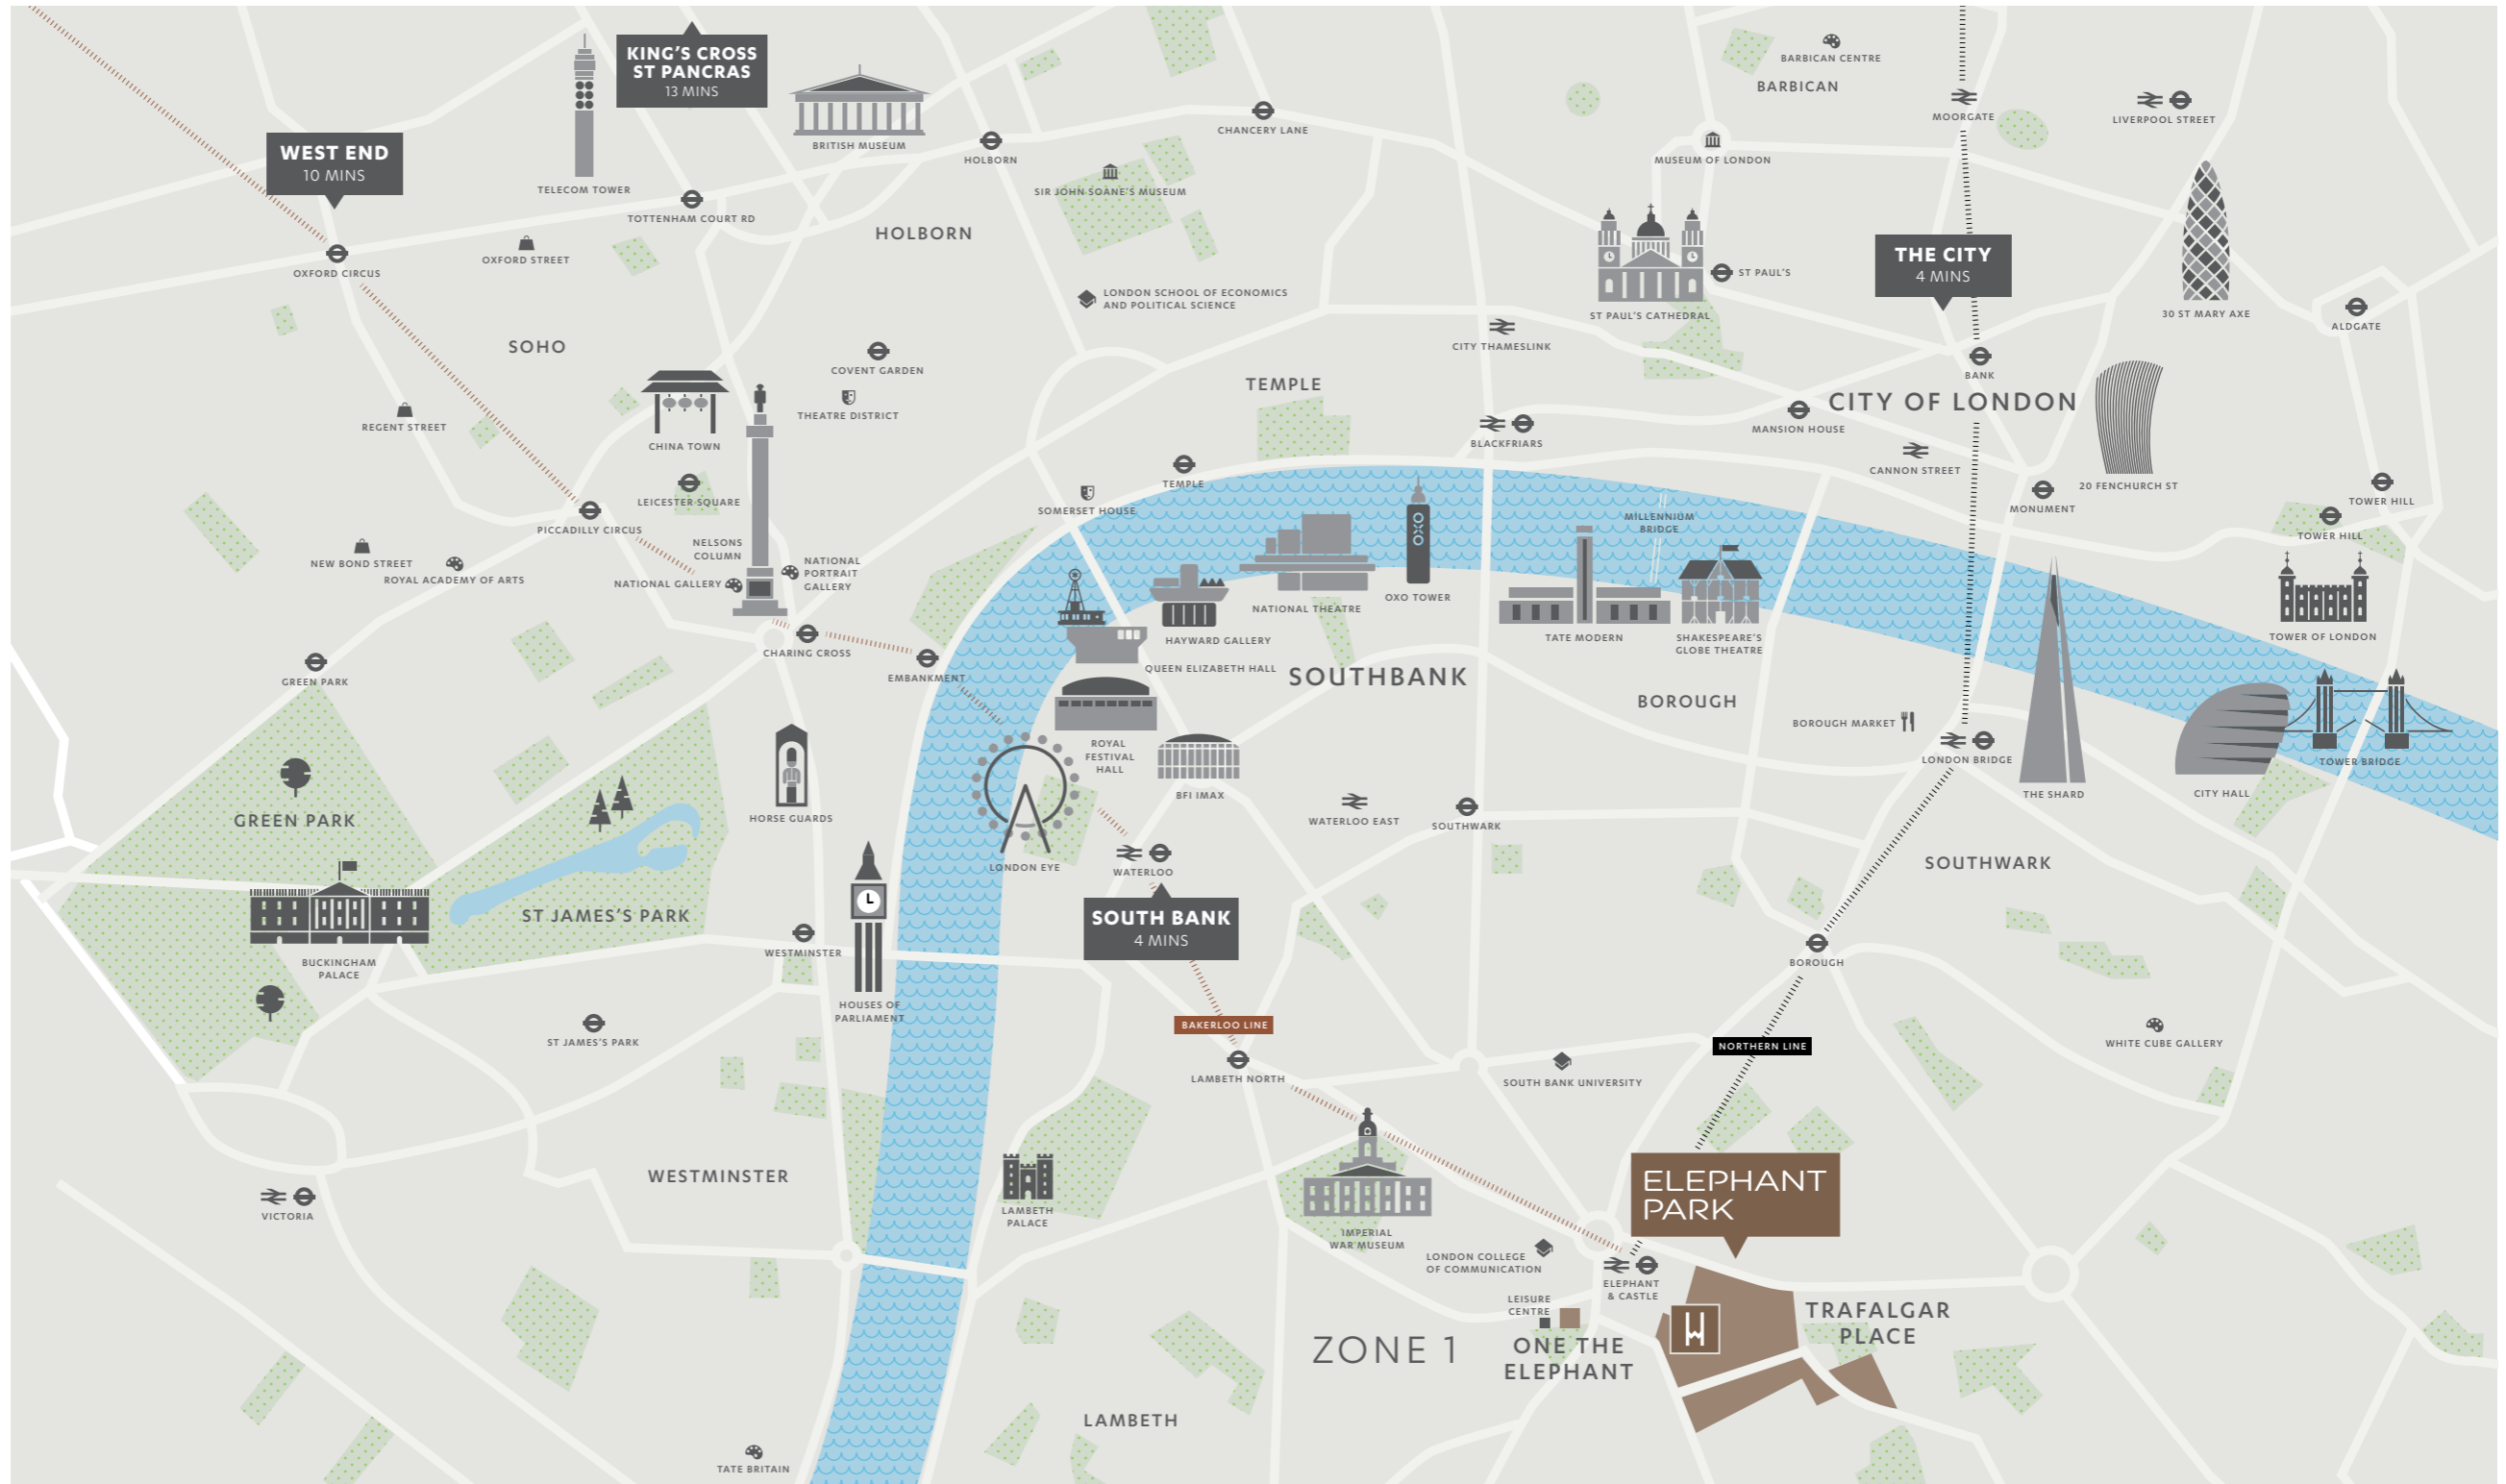 KING'S CROSS
ST PANCRAS
13 MINS
BARBICAN CENTRE
BARBICAN
MOORGATE
LIVERPOOL STREET
WEST END
10 MINS
TELECOM TOWER
BRITISH MUSEUM
HOLBORN
CHANCERY LANE
MUSEUM OF LONDON
SIR JOHN SOANE'S MUSEUM
TOTTENHAM COURT RD
HOLBORN
OXFORD STREET
OXFORD CIRCUS
LONDON SCHOOL OF ECONOMICS
AND POLITICAL SCIENCE
ST PAUL'S
ST PAUL'S CATHEDRAL
THE CITY
4 MINS
30 ST MARY AXE
ALDGATE
SOHO
COVENT GARDEN
THEATRE DISTRICT
CITY THAMESLINK
BANK
TEMPLE
CITY OF LONDON
REGENT STREET
CHINA TOWN
BLACKFRIARS
MANSION HOUSE
CANNON STREET
20 FENCHURCH ST
LEICESTER SQUARE
TEMPLE
SOMERSET HOUSE
MONUMENT
TOWER HILL
TOWER HILL
PICCADILLY CIRCUS
NELSONS
COLUMN
MILLENNIUM
BRIDGE
OXO
NEW BOND STREET
ROYAL ACADEMY OF ARTS
NATIONAL GALLERY
NATIONAL
PORTRAIT
GALLERY
NATIONAL THEATRE
OXO TOWER
HAYWARD GALLERY
TATE MODERN
SHAKESPEARE'S
GLOBE THEATRE
TOWER OF LONDON
CHARING CROSS
EMBANKMENT
QUEEN ELIZABETH HALL
SOUTHBANK
GREEN PARK
BOROUGH
BOROUGH MARKET
ROYAL
FESTIVAL
HALL
BFI IMAX
LONDON BRIDGE
THE SHARD
CITY HALL
TOWER BRIDGE
GREEN PARK
HORSE GUARDS
WATERLOO EAST
SOUTHWARK
LONDON EYE
WATERLOO
SOUTHWARK
ST JAMES'S PARK
SOUTH BANK
4 MINS
BUCKINGHAM
PALACE
WESTMINSTER
BOROUGH
HOUSES OF
PARLIAMENT
BAKERLOO LINE
ST JAMES'S PARK
NORTHERN LINE
WHITE CUBE GALLERY
LAMBETH NORTH
SOUTH BANK UNIVERSITY
WESTMINSTER
ELEPHANT
PARK
VICTORIA
LAMBETH
PALACE
IMPERIAL
WAR MUSEUM
LONDON COLLEGE
OF COMMUNICATION
ELEPHANT
& CASTLE
LEISURE
CENTRE
TRAFALGAR
PLACE
ZONE 1
ONE THE
ELEPHANT
LAMBETH
TATE BRITAIN